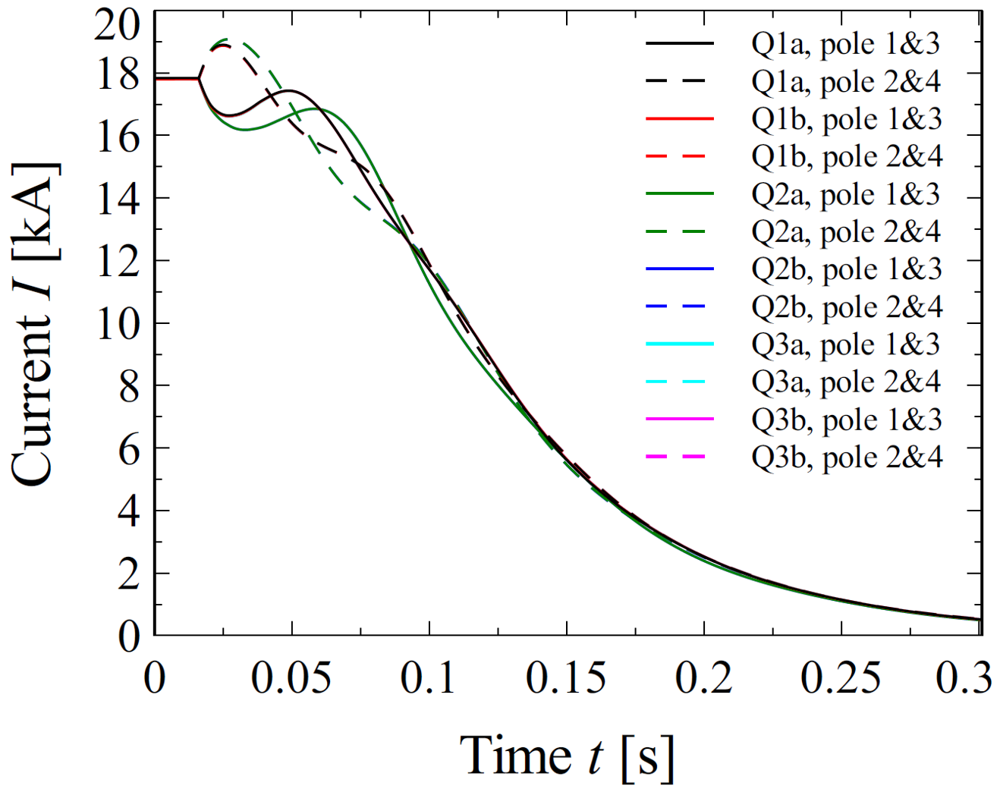 20
18
16
14
12
10
8
6
4
2
0
Current I [kA]
Q1a, pole 1&3
Q1a, pole 2&4
Q1b, pole 1&3
Q1b, pole 2&4
Q2a, pole 1&3
Q2a, pole 2&4
Q2b, pole 1&3
Q2b, pole 2&4
Q3a, pole 1&3
Q3a, pole 2&4
Q3b, pole 1&3
Q3b, pole 2&4
0 0.05 0.1 0.15 0.2 0.25 0.3
Time t [s]